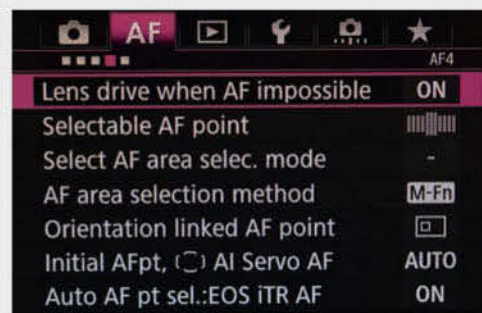 AF
AF4
Lens drive when AF impossible ON
Selectable AF point
Select AF area selec. mode -
AF area selection method M-Fn
Orientation linked AF point
Initial AFpt, AI Servo AF AUTO
Auto AF pt sel.:EOS iTR AF ON